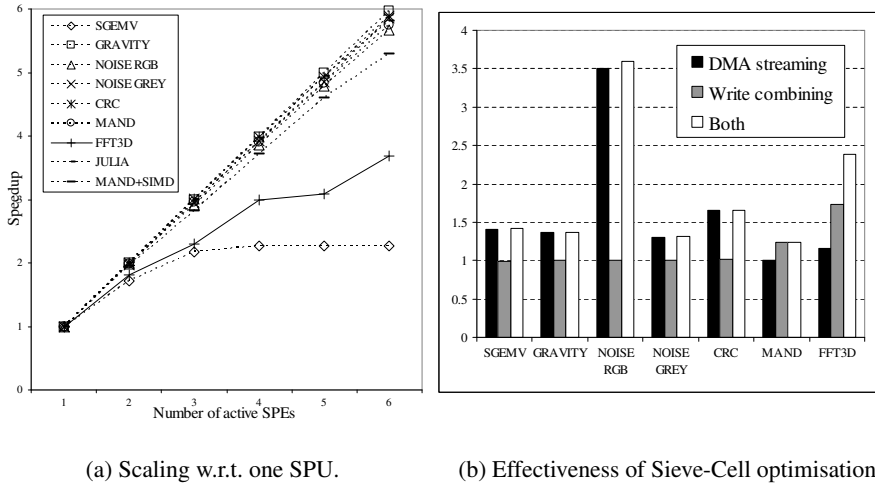 6
5
4
3
2
1
0
Speedup
SGEMV
GRAVITY
NOISE RGB
NOISE GREY
CRC
MAND
FFT3D
JULIA
MAND+SIMD
1 2 3 4 5 6
Number of active SPEs
(a) Scaling w.r.t. one SPU.
4
3.5
3
2.5
2
1.5
1
0.5
0
DMA streaming
Write combining
Both
SGEMV GRAVITY NOISE RGB NOISE GREY CRC MAND FFT3D
(b) Effectiveness of Sieve-Cell optimisation